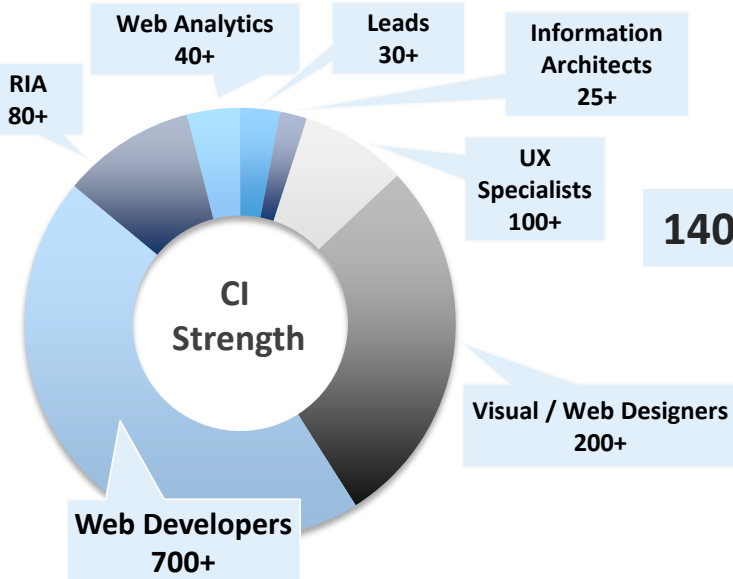 Web Analytics
40+
Leads
30+
Information
Architects
25+
RIA
80+
UX
Specialists
100+
140
CI
Strength
Visual / Web Designers
200+
Web Developers
700+